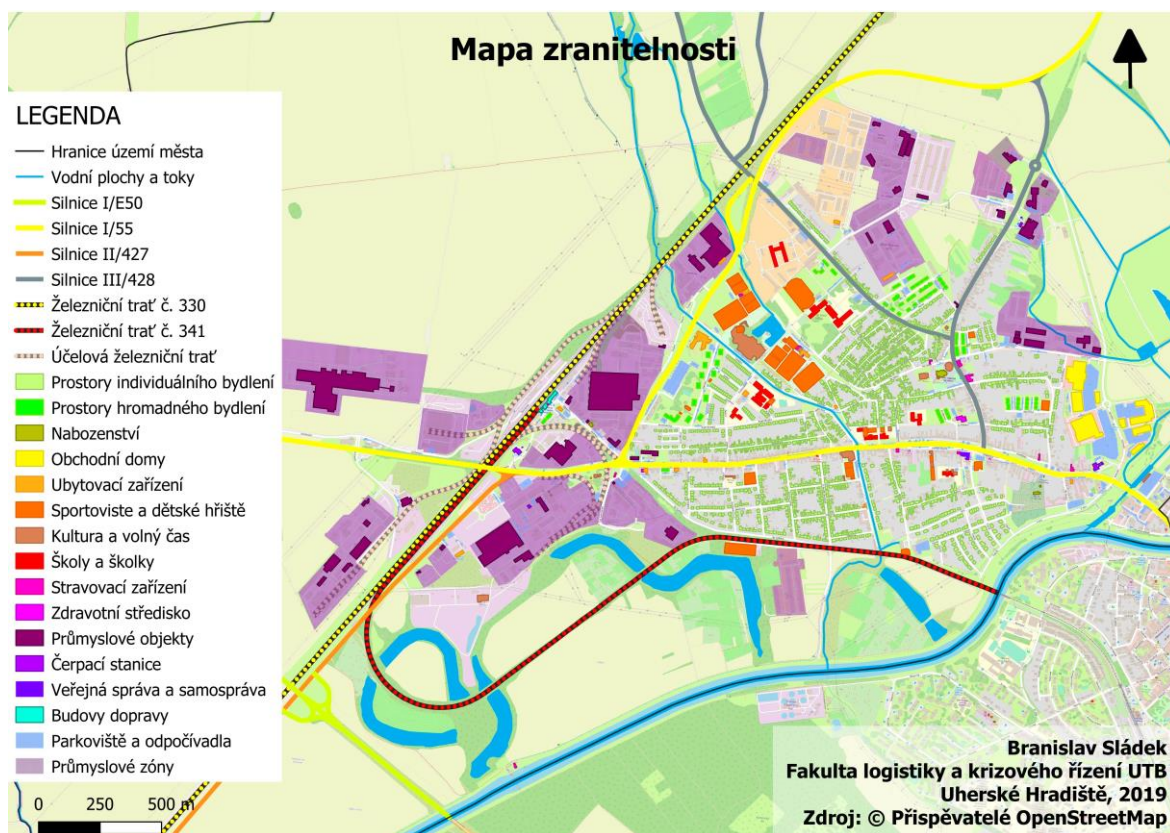 Mapa zranitelnosti
LEGENDA
Hranice území města
Vodní plochy a toky
Silnice I/E50
Silnice I/55
Silnice II/427
Silnice III/428
Železniční trať č. 330
Železniční trať č. 341
Účelová železniční trať
Prostory individuálního bydlení
Prostory hromadného bydlení
Nabozenství
Obchodní domy
Ubytovací zařízení
Sportoviste a dětské hřiště
Kultura a volný čas
Školy a školky
Stravovací zařízení
Zdravotní středisko
Průmyslové objekty
Čerpací stanice
Veřejná správa a samospráva
Budovy dopravy
Parkoviště a odpočívadla
Průmyslové zóny
0 250 500 m
Branislav Sládek
Fakulta logistiky a krizového řízení UTB
Uherské Hradiště, 2019
Zdroj: © Přispěvatelé OpenStreetMap